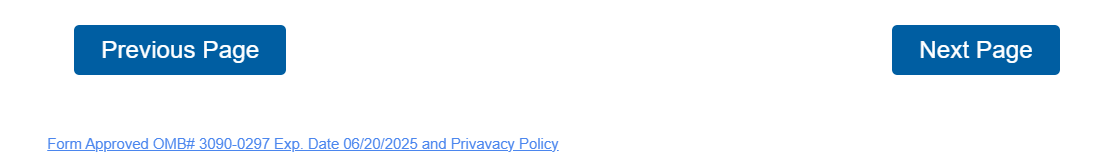 Previous Page
Next Page
Form Approved OMB# 3090-0297 Exp. Date 06/20/2025 and Privavacy Policy